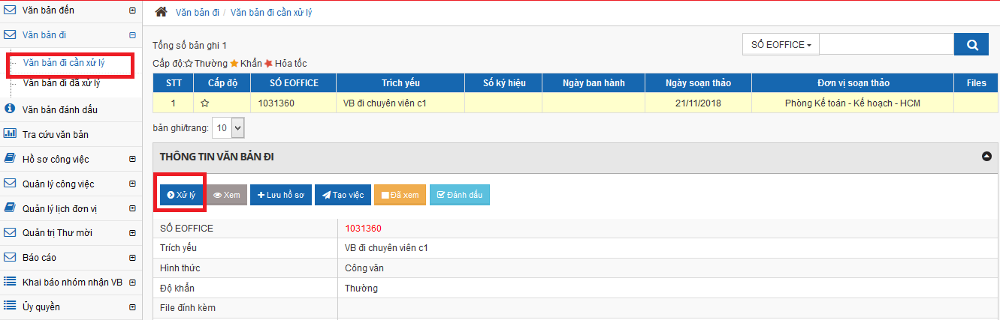 Văn bản đến
Văn bản đi
Văn bản đi cần xử lý
Văn bản đi đã xử lý
Văn bản đánh dấu
Tra cứu văn bản
Hồ sơ công việc
Quản lý công việc
Quản lý lịch đơn vị
Quản trị Thư mời
Báo cáo
Khai báo nhóm nhận VB
Ủy quyền
Văn bản đi / Văn bản đi cần xử lý
Tổng số bản ghi 1
SỐ EOFFICE
Cấp độ: Thường Khẩn Hỏa tốc
STT Cấp độ SỐ EOFFICE Trích yếu Số ký hiệu Ngày ban hành Ngày soạn thảo Đơn vị soạn thảo Files
1 1031360 VB đi chuyên viên c1 21/11/2018 Phòng Kế toán - Kế hoạch - HCM
bản ghi/trang: 10
THÔNG TIN VĂN BẢN ĐI
Xử lý Xem Lưu hồ sơ Tạo việc Đã xem Đánh dấu
SỐ EOFFICE 1031360
Trích yếu VB đi chuyên viên c1
Hình thức Công văn
Độ khẩn Thường
File đính kèm